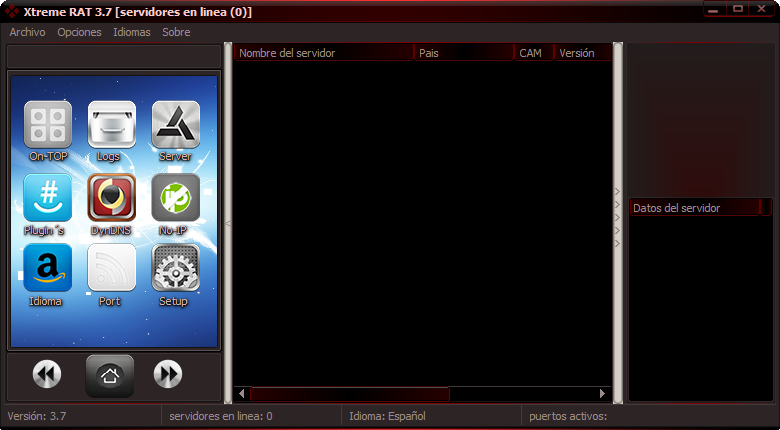 Xtreme RAT 3.7 [servidores en linea (0)]
Archivo Opciones Idiomas Sobre
Nombre del servidor Pais CAM Versión
On-TOP Logs Server
Plugin´s DynDNS No-IP
Idioma Port Setup
Datos del servidor
Versión: 3.7 servidores en linea: 0 Idioma: Español puertos activos: